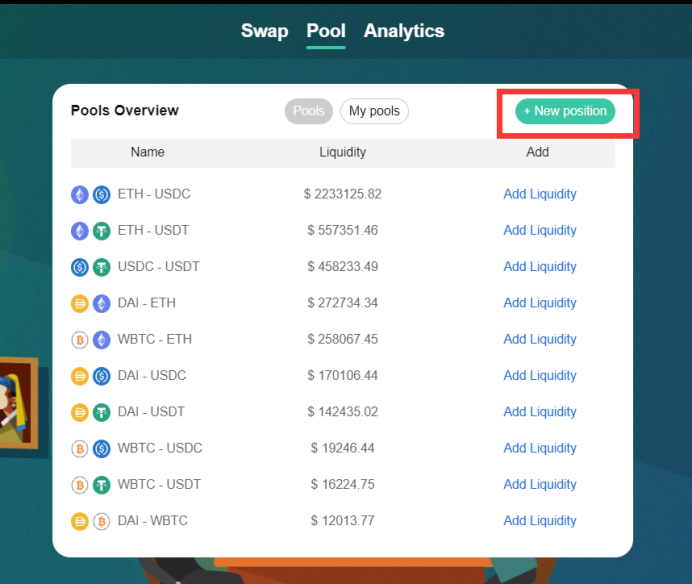 Swap Pool Analytics
Pools Overview Pools My pools + New position
Name Liquidity Add
ETH - USDC $ 2233125.82 Add Liquidity
ETH - USDT $ 557351.46 Add Liquidity
USDC - USDT $ 458233.49 Add Liquidity
DAI - ETH $ 272734.34 Add Liquidity
WBTC - ETH $ 258067.45 Add Liquidity
DAI - USDC $ 170106.44 Add Liquidity
DAI - USDT $ 142435.02 Add Liquidity
WBTC - USDC $ 19246.44 Add Liquidity
WBTC - USDT $ 16224.75 Add Liquidity
DAI - WBTC $ 12013.77 Add Liquidity